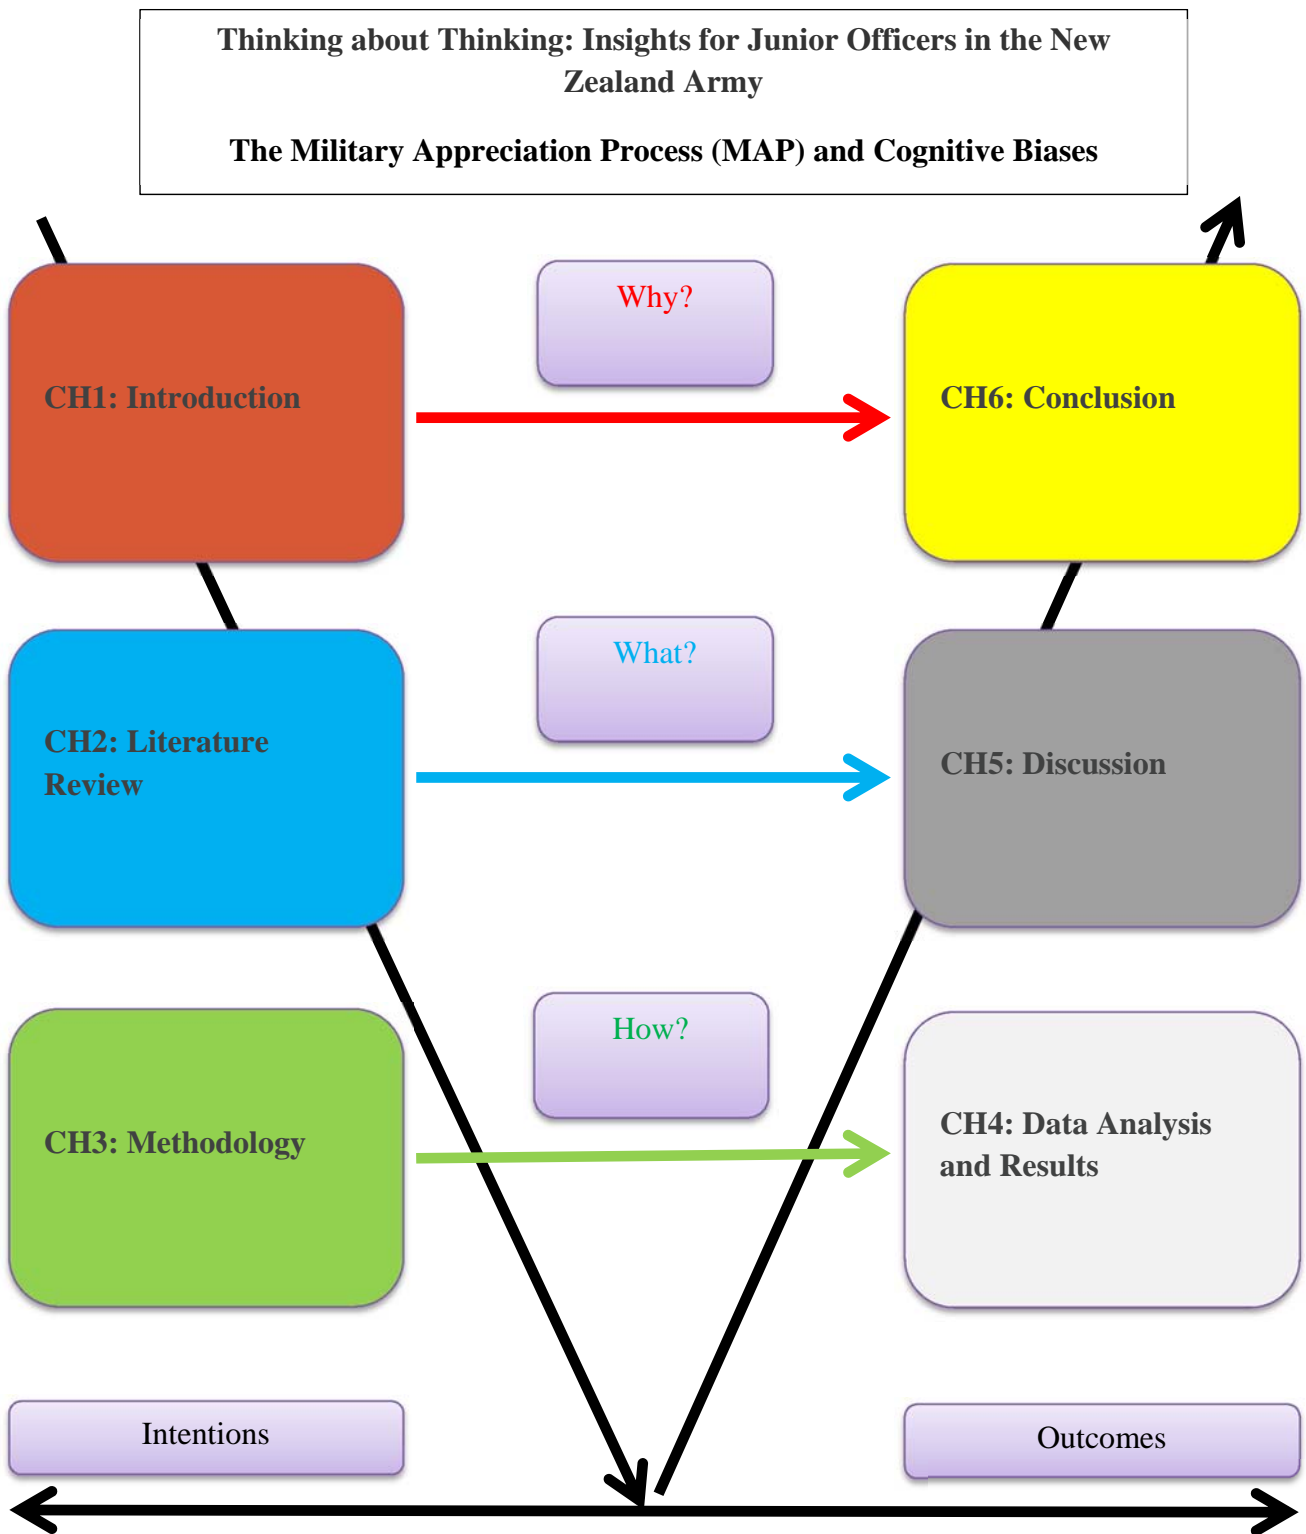 Thinking about Thinking: Insights for Junior Officers in the New
Zealand Army
The Military Appreciation Process (MAP) and Cognitive Biases
CH1: Introduction
Why?
CH6: Conclusion
CH2: Literature
Review
What?
CH5: Discussion
CH3: Methodology
How?
CH4: Data Analysis
and Results
Intentions
Outcomes